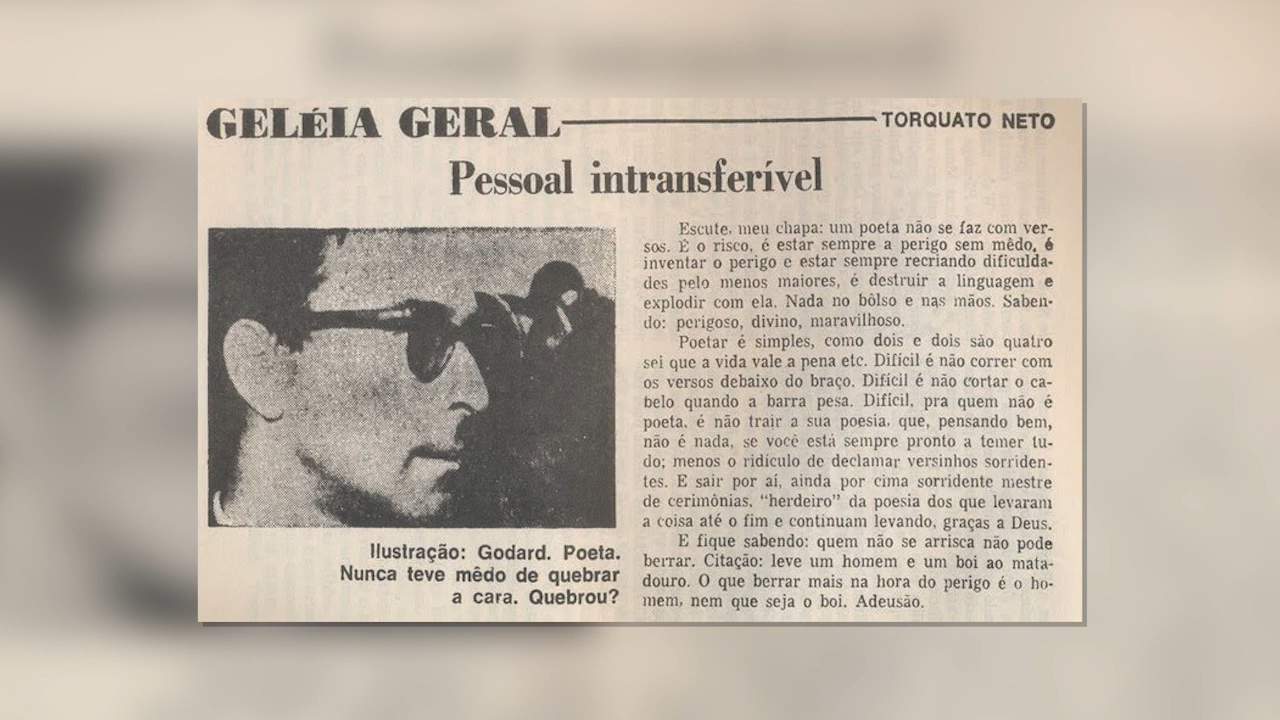 GELÉIA GERAL
TORQUATO NETO
Pessoal intransferível
Escute, meu chapa: um poeta não se faz com ver-
sos. É o risco, é estar sempre a perigo sem mêdo, é
inventar o perigo e estar sempre recriando dificulda-
des pelo menos maiores, é destruir a linguagem e
explodir com ela. Nada no bôlso e nas mãos. Saben-
do: perigoso, divino, maravilhoso.
Poetar é simples, como dois e dois são quatro
sei que a vida vale a pena etc. Difícil é não correr com
os versos debaixo do braço. Difícil é não cortar o ca-
belo quando a barra pesa. Difícil, pra quem não é
poeta, é não trair a sua poesia, que, pensando bem,
não é nada, se você está sempre pronto a temer tu-
do; menos o ridículo de declamar versinhos sorriden-
tes. E sair por aí, ainda por cima sorridente mestre
de cerimônias, "herdeiro" da poesia dos que levaram
a coisa até o fim e continuam levando, graças a Deus.
E fique sabendo: quem não se arrisca não pode
berrar. Citação: leve um homem e um boi ao mata-
douro. O que berrar mais na hora do perigo é o ho-
mem, nem que seja o boi. Adeusão.
Ilustração: Godard. Poeta.
Nunca teve mêdo de quebrar
a cara. Quebrou?